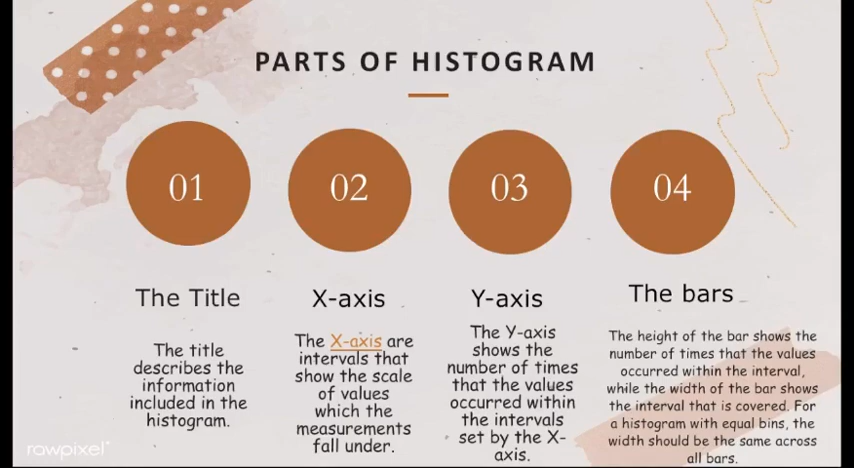 PARTS OF HISTOGRAM
01
02
03
04
The Title
The title
describes the
information
included in the
histogram.
X-axis
The X-axis are
intervals that
show the scale
of values
which the
measurements
fall under.
Y-axis
The Y-axis
shows the
number of times
that the values
occurred within
the intervals
set by the X-
axis.
The bars
The height of the bar shows the
number of times that the values
occurred within the interval,
while the width of the bar shows
the interval that is covered. For
a histogram with equal bins, the
width should be the same across
all bars.
rawpixel